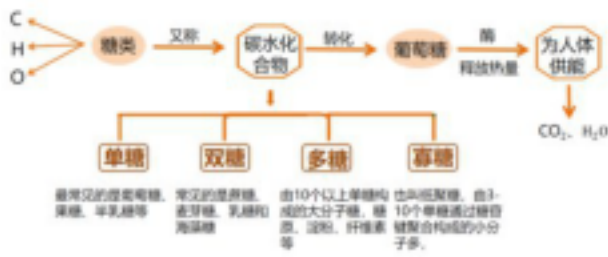 C
H
O
糖类
又称
碳水化
合物
转化
葡萄糖
酶
释放热量
为人体
供能
CO₂、H₂O
单糖
双糖
多糖
寡糖
最常见的是葡萄糖、
果糖、半乳糖等
常见的是蔗糖、
麦芽糖、乳糖和
海藻糖
由10个以上单糖构
成的大分子糖、糖
原、淀粉、纤维素
等
也叫低聚糖，由3-
10个单糖通过糖苷
键聚合构成的小分
子多。